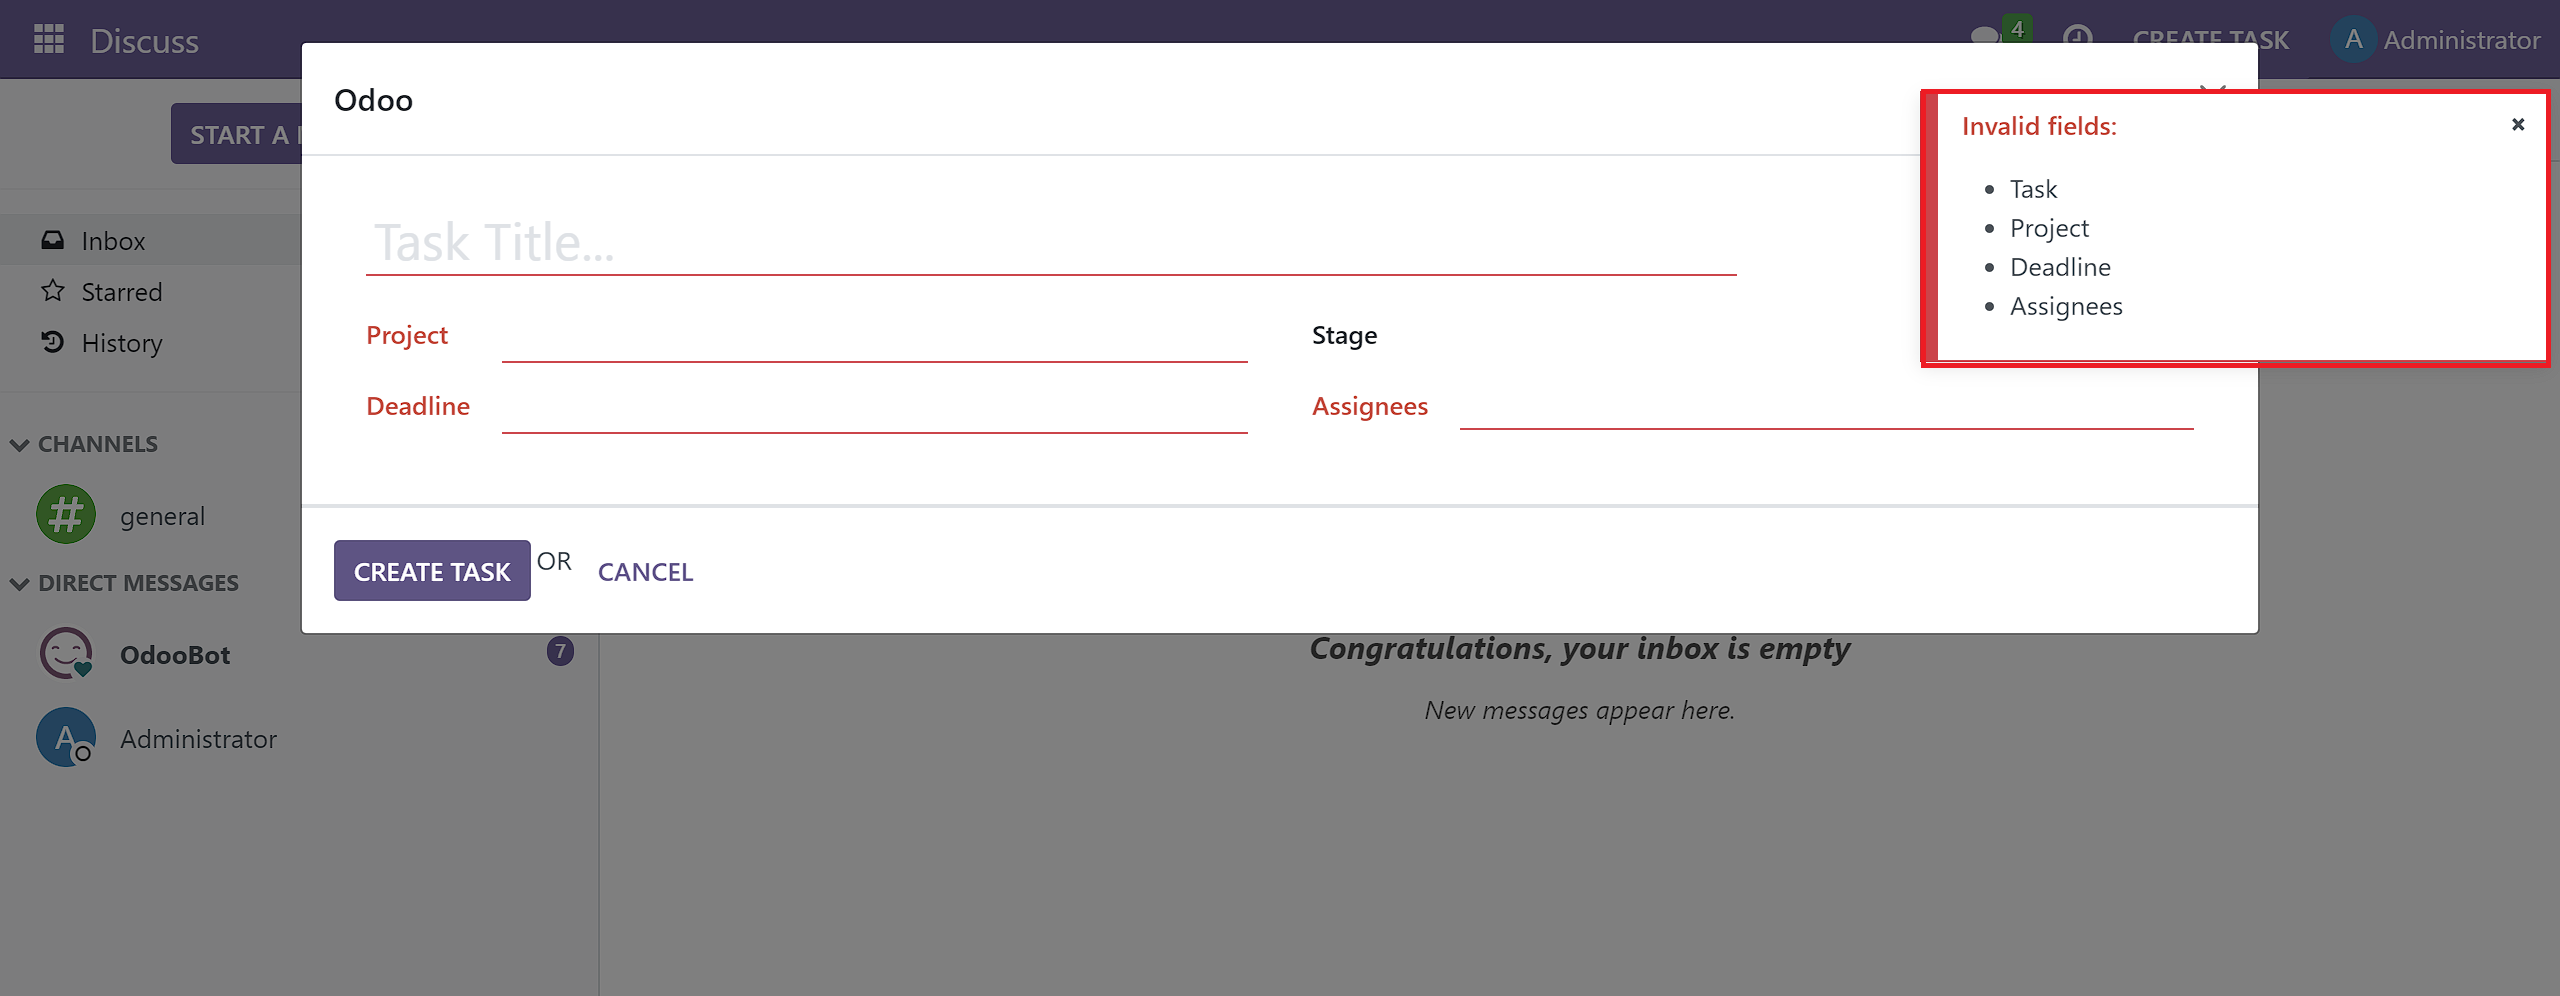 Discuss
4
CREATE TASK
A Administrator
START A
Odoo
Invalid fields:
Task
Project
Deadline
Assignees
Task Title...
Inbox
Starred
History
Project
Stage
Deadline
Assignees
CHANNELS
# general
CREATE TASK OR CANCEL
DIRECT MESSAGES
OdooBot 7
Congratulations, your inbox is empty
New messages appear here.
A Administrator